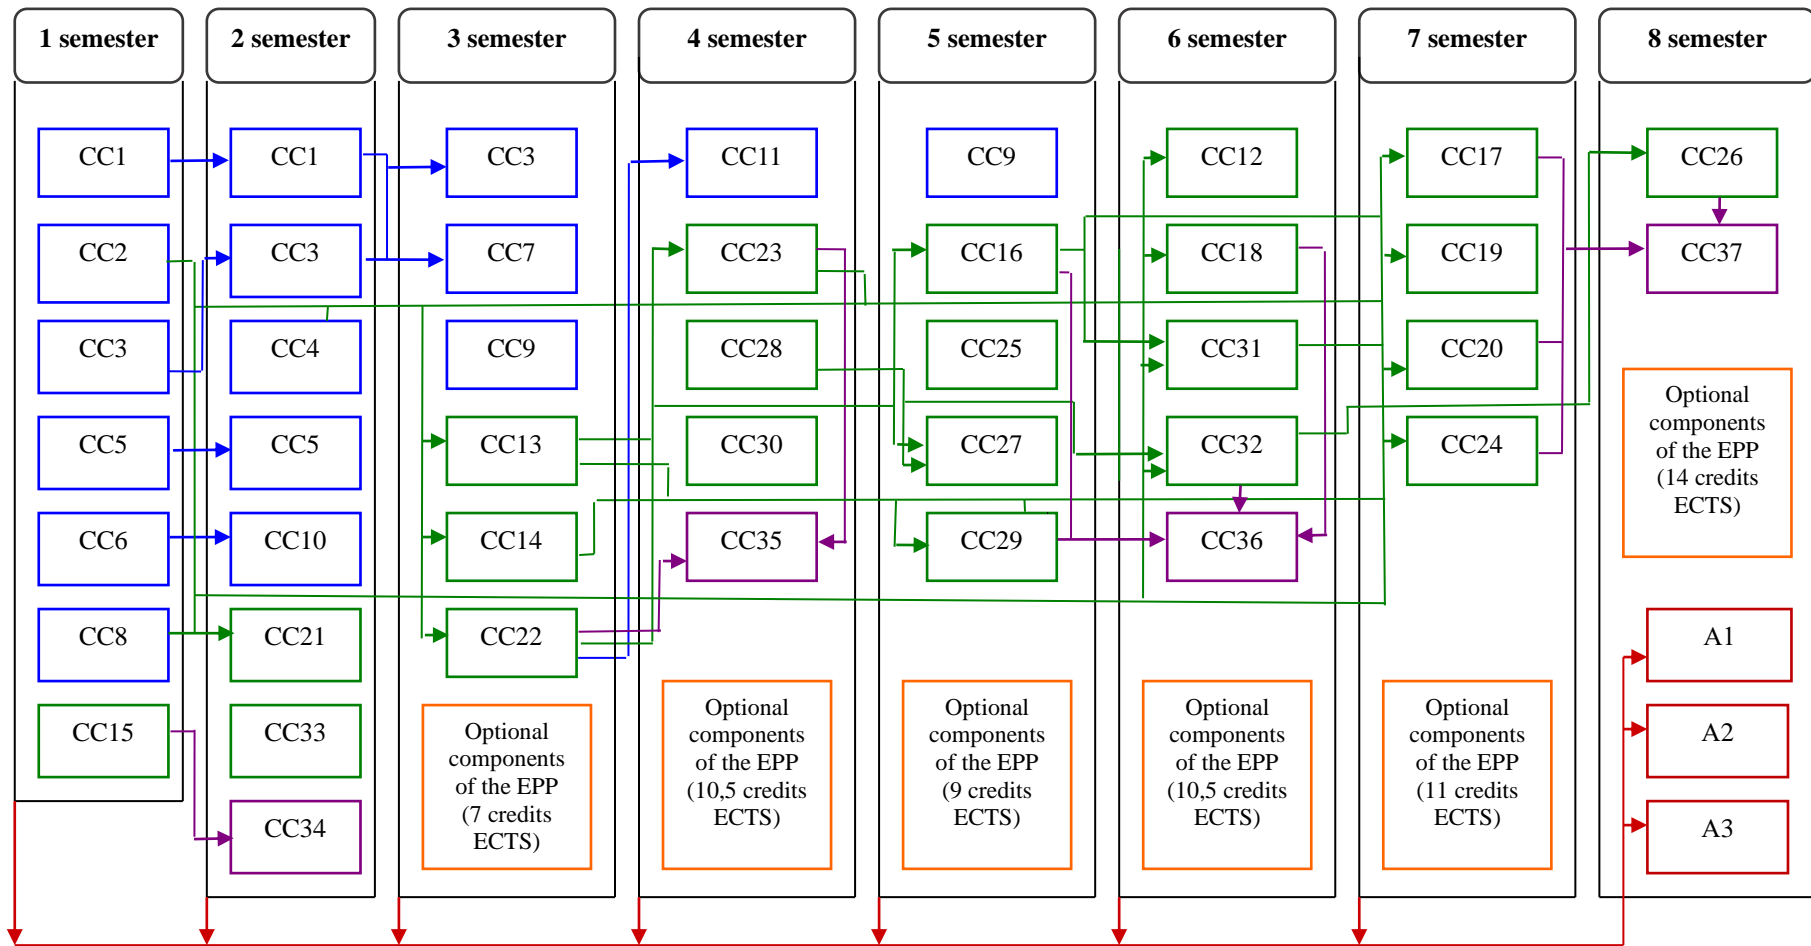 1 semester
CC1
CC2
CC3
CC5
CC6
CC8
CC15
2 semester
CC1
CC3
CC4
CC5
CC10
CC21
CC33
CC34
3 semester
CC3
CC7
CC9
CC13
CC14
CC22
Optional
components
of the EPP
(7 credits
ECTS)
4 semester
CC11
CC23
CC28
CC30
CC35
Optional
components
of the EPP
(10,5 credits
ECTS)
5 semester
CC9
CC16
CC25
CC27
CC29
Optional
components
of the EPP
(9 credits
ECTS)
6 semester
CC12
CC18
CC31
CC32
CC36
Optional
components
of the EPP
(10,5 credits
ECTS)
7 semester
CC17
CC19
CC20
CC24
Optional
components
of the EPP
(11 credits
ECTS)
8 semester
CC26
CC37
Optional
components
of the EPP
(14 credits
ECTS)
A1
A2
A3